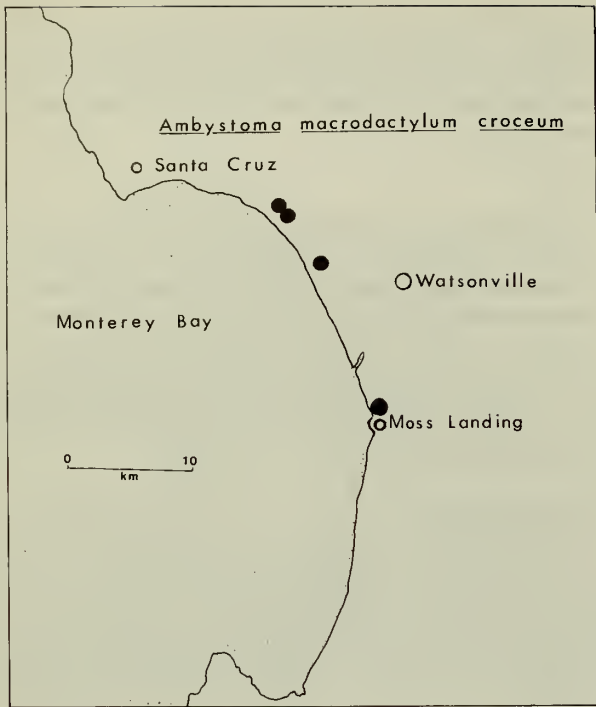 Ambystoma macrodactylum croceum
Santa Cruz
Watsonville
Monterey Bay
Moss Landing
0 10
km